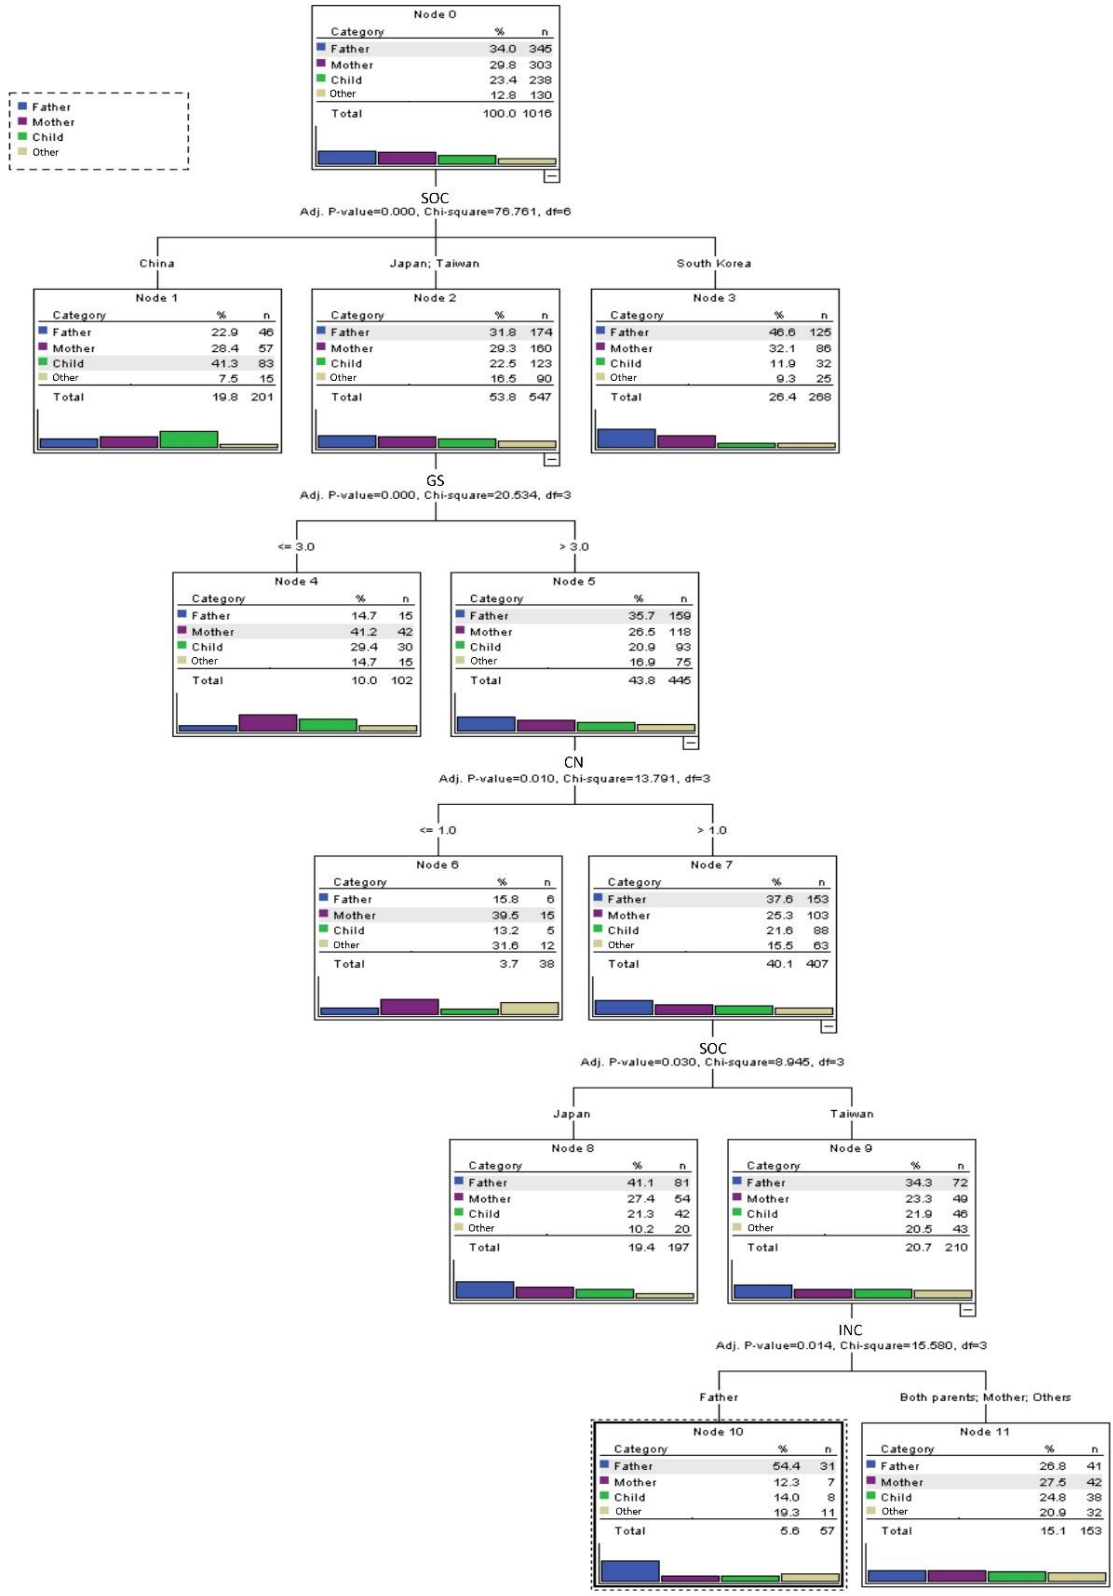 Node 0
Category % n
Father 34.0 345
Mother 29.8 303
Child 23.4 238
Other 12.8 130
Total 100.0 1016
Father
Mother
Child
Other
SOC
Adj. P-value=0.000, Chi-square=76.761, df=6
China
Japan; Taiwan
South Korea
Node 1
Category % n
Father 22.9 46
Mother 28.4 57
Child 41.3 83
Other 7.5 15
Total 19.8 201
Node 2
Category % n
Father 31.8 174
Mother 29.3 160
Child 22.5 123
Other 16.5 90
Total 53.8 547
Node 3
Category % n
Father 46.6 125
Mother 32.1 86
Child 11.9 32
Other 9.3 25
Total 26.4 268
GS
Adj. P-value=0.000, Chi-square=20.534, df=3
<= 3.0
> 3.0
Node 4
Category % n
Father 14.7 15
Mother 41.2 42
Child 29.4 30
Other 14.7 15
Total 10.0 102
Node 5
Category % n
Father 35.7 159
Mother 26.5 118
Child 20.9 93
Other 16.9 75
Total 43.8 445
CN
Adj. P-value=0.010, Chi-square=13.791, df=3
<= 1.0
> 1.0
Node 6
Category % n
Father 15.8 6
Mother 39.5 15
Child 13.2 5
Other 31.6 12
Total 3.7 38
Node 7
Category % n
Father 37.6 153
Mother 25.3 103
Child 21.6 88
Other 15.5 63
Total 40.1 407
SOC
Adj. P-value=0.030, Chi-square=8.945, df=3
Japan
Taiwan
Node 8
Category % n
Father 41.1 81
Mother 27.4 54
Child 21.3 42
Other 10.2 20
Total 19.4 197
Node 9
Category % n
Father 34.3 72
Mother 23.3 49
Child 21.9 46
Other 20.5 43
Total 20.7 210
INC
Adj. P-value=0.014, Chi-square=15.580, df=3
Father
Both parents; Mother; Others
Node 10
Category % n
Father 54.4 31
Mother 12.3 7
Child 14.0 8
Other 19.3 11
Total 5.6 57
Node 11
Category % n
Father 26.8 41
Mother 27.5 42
Child 24.8 38
Other 20.9 32
Total 15.1 153